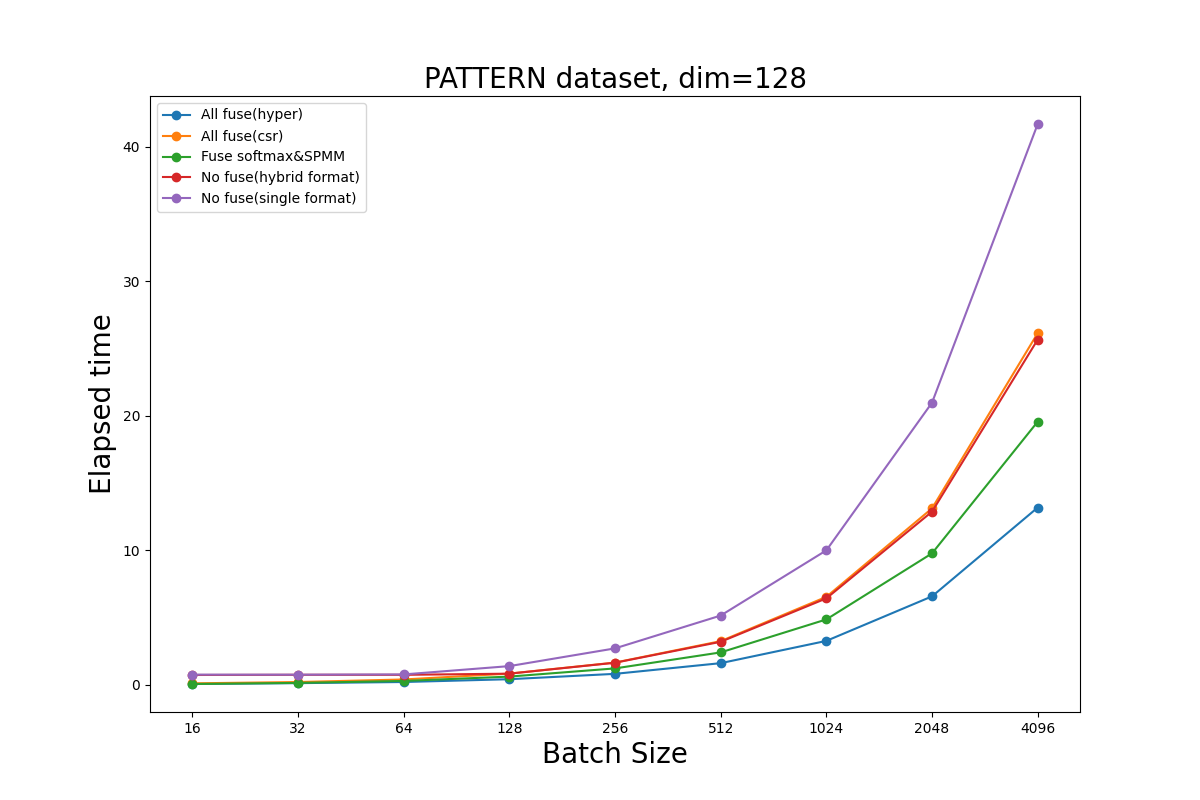 PATTERN dataset, dim=128
All fuse(hyper)
All fuse(csr)
Fuse softmax&SPMM
No fuse(hybrid format)
No fuse(single format)
Elapsed time
40
30
20
10
0
16 32 64 128 256 512 1024 2048 4096
Batch Size